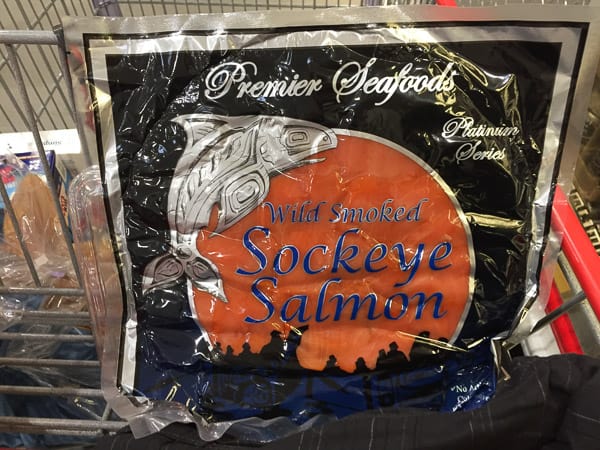 Premier Seafoods
Platinum
Series
Wild Smoked
Sockeye
Salmon